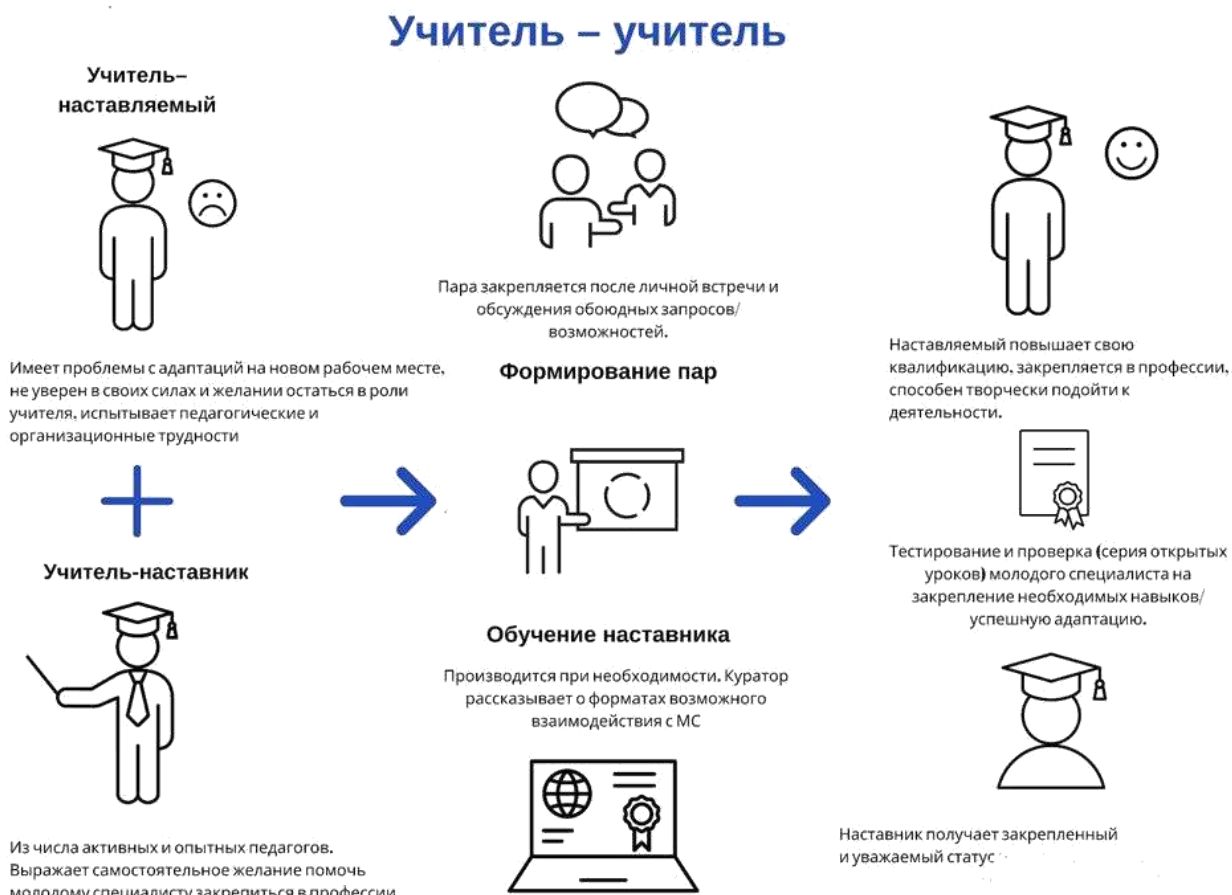 Учитель – учитель
Учитель–
наставляемый
Имеет проблемы с адаптаций на новом рабочем месте,
не уверен в своих силах и желании остаться в роли
учителя, испытывает педагогические и
организационные трудности
Учитель-наставник
Из числа активных и опытных педагогов.
Выражает самостоятельное желание помочь
молодому специалисту закрепиться в профессии
Пара закрепляется после личной встречи и
обсуждения обоюдных запросов/
возможностей.
Формирование пар
Обучение наставника
Производится при необходимости. Куратор
рассказывает о форматах возможного
взаимодействия с МС
Наставляемый повышает свою
квалификацию, закрепляется в профессии,
способен творчески подойти к
деятельности.
Тестирование и проверка (серия открытых
уроков) молодого специалиста на
закрепление необходимых навыков/
успешную адаптацию.
Наставник получает закрепленный
и уважаемый статус